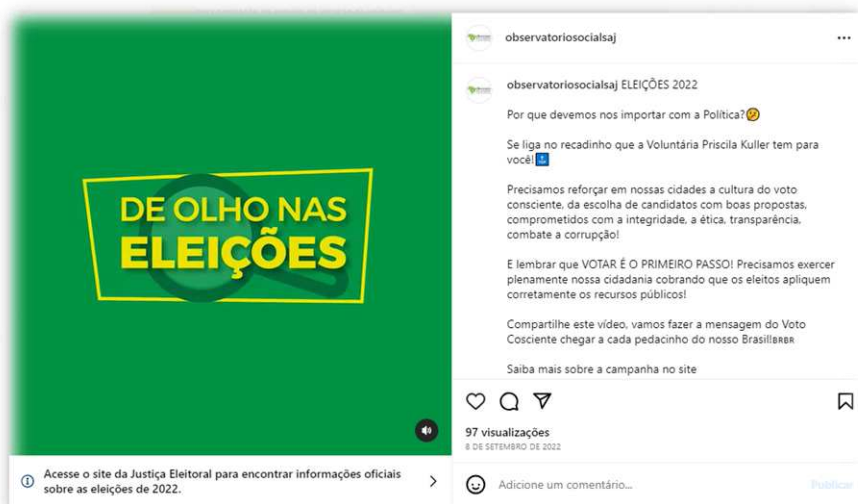 DE OLHO NAS
ELEIÇÕES
Acesse o site da Justiça Eleitoral para encontrar informações oficiais
sobre as eleições de 2022.
observatoriosocialsaj
observatoriosocialsaj ELEIÇÕES 2022
Por que devemos nos importar com a Política?
Se liga no recadinho que a Voluntária Priscila Kuller tem para
você!
Precisamos reforçar em nossas cidades a cultura do voto
consciente, da escolha de candidatos com boas propostas,
comprometidos com a integridade, a ética, transparência,
combate a corrupção!
E lembrar que VOTAR É O PRIMEIRO PASSO! Precisamos exercer
plenamente nossa cidadania cobrando que os eleitos apliquem
corretamente os recursos públicos!
Compartilhe este vídeo, vamos fazer a mensagem do Voto
Cosciente chegar a cada pedacinho do nosso Brasil!BRBR
Saiba mais sobre a campanha no site
97 visualizações
8 DE SETEMBRO DE 2022
Adicione um comentário...
Publicar